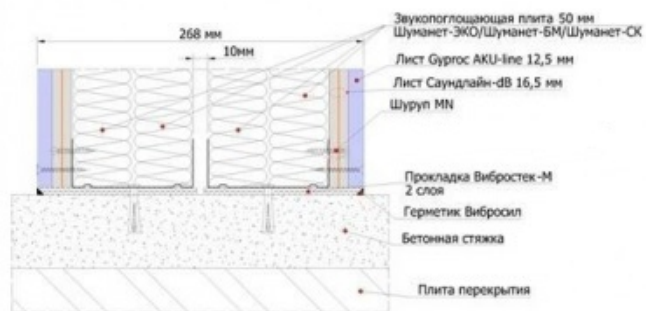 268 мм
10мм
Звукопоглощающая плита 50 мм
Шуманет-ЭКО/Шуманет-БМ/Шуманет-СК
Лист Gyproc AKU-line 12,5 мм
Лист Саундлайн-dB 16,5 мм
Шуруп MN
Прокладка Вибростек-М
2 слоя
Герметик Вибросил
Бетонная стяжка
Плита перекрытия